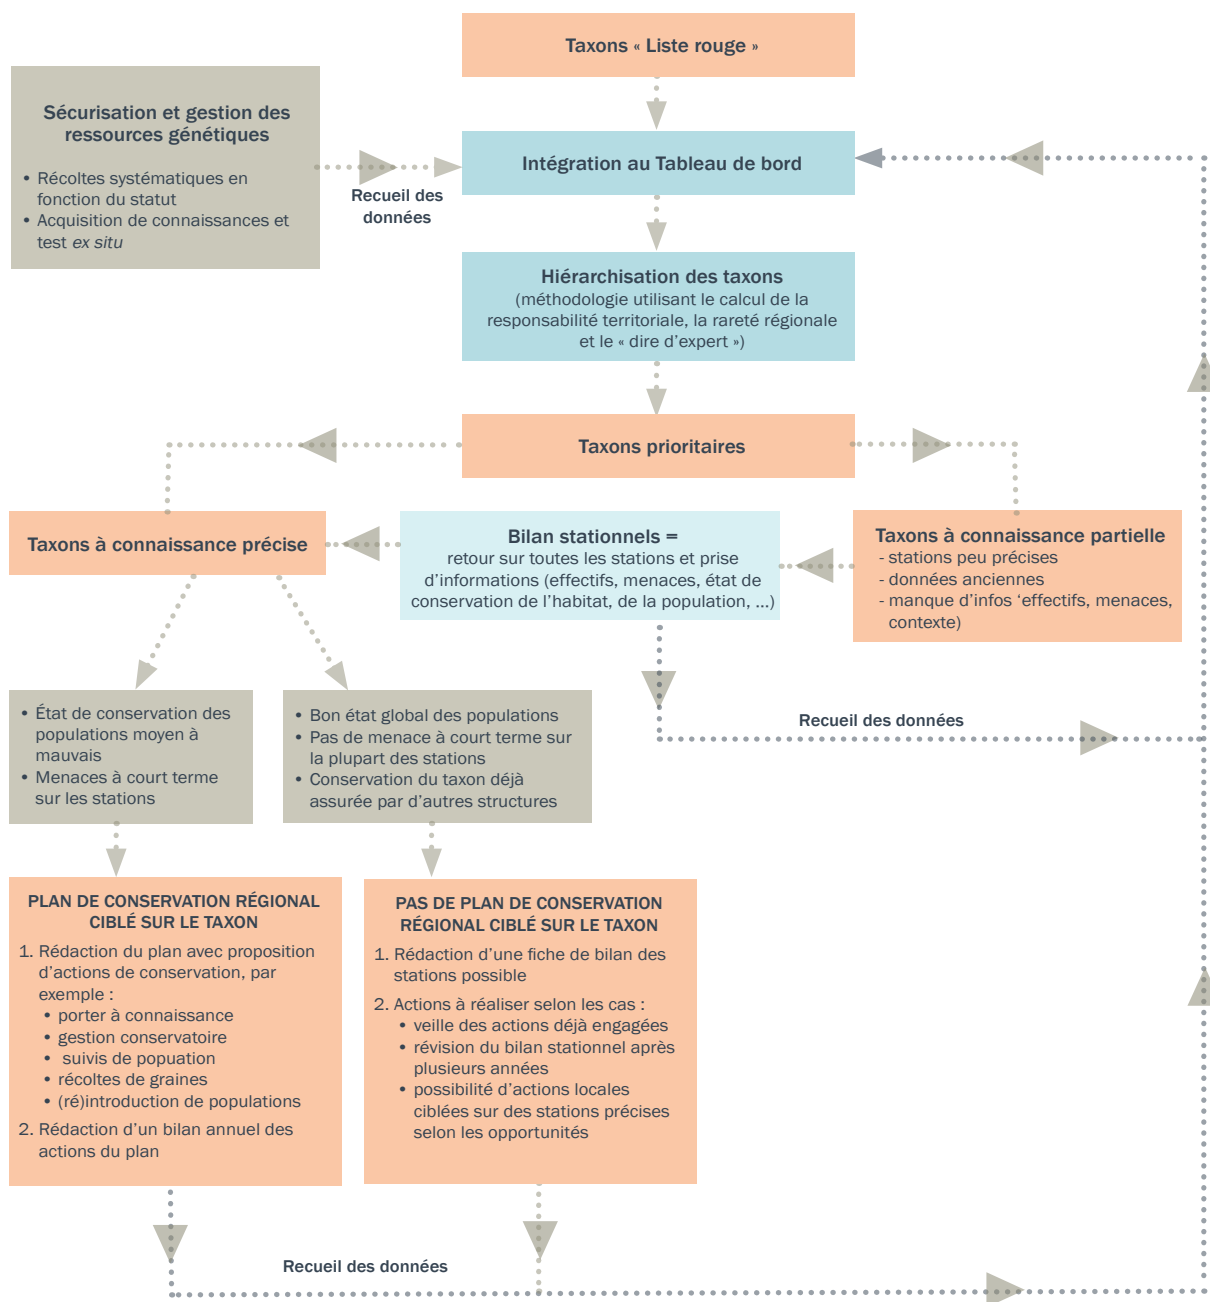 Taxons « Liste rouge »
Sécurisation et gestion des
ressources génétiques
• Récoltes systématiques en
fonction du statut
• Acquisition de connaissances et
test ex situ
Recueil des
données
Intégration au Tableau de bord
Hiérarchisation des taxons
(méthodologie utilisant le calcul de la
responsabilité territoriale, la rareté régionale
et le « dire d’expert »)
Taxons prioritaires
Taxons à connaissance précise
Bilan stationnels =
retour sur toutes les stations et prise
d’informations (effectifs, menaces, état de
conservation de l’habitat, de la population, ...)
Taxons à connaissance partielle
- stations peu précises
- données anciennes
- manque d’infos ‘effectifs, menaces,
contexte)
Recueil des données
• État de conservation des
populations moyen à
mauvais
• Menaces à court terme
sur les stations
• Bon état global des populations
• Pas de menace à court terme sur
la plupart des stations
• Conservation du taxon déjà
assurée par d’autres structures
PLAN DE CONSERVATION RÉGIONAL
CIBLÉ SUR LE TAXON
1. Rédaction du plan avec proposition
d’actions de conservation, par
exemple :
• porter à connaissance
• gestion conservatoire
• suivis de popuation
• récoltes de graines
• (ré)introduction de populations
2. Rédaction d’un bilan annuel des
actions du plan
PAS DE PLAN DE CONSERVATION
RÉGIONAL CIBLÉ SUR LE TAXON
1. Rédaction d’une fiche de bilan des
stations possible
2. Actions à réaliser selon les cas :
• veille des actions déjà engagées
• révision du bilan stationnel après
plusieurs années
• possibilité d’actions locales
ciblées sur des stations précises
selon les opportunités
Recueil des données